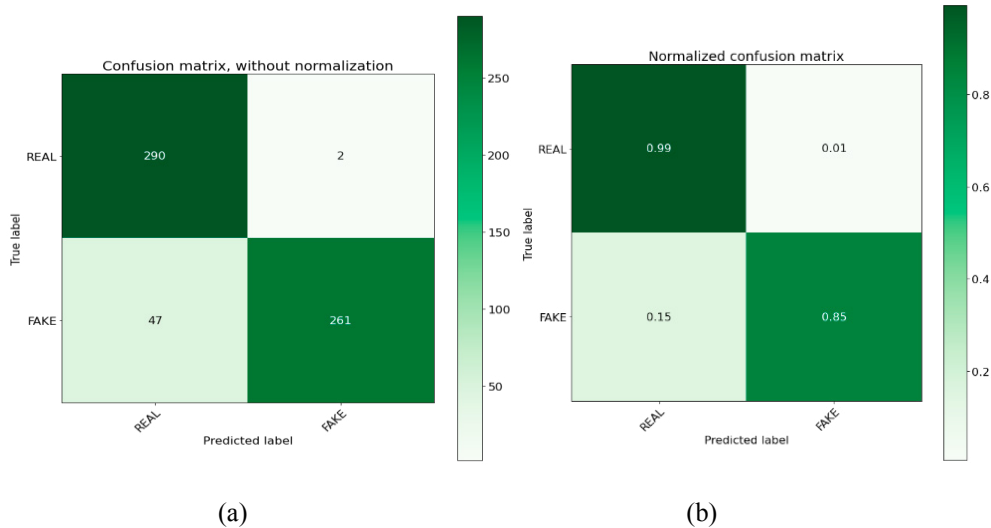 Confusion matrix, without normalization
REAL
290
2
FAKE
47
261
True label
REAL
FAKE
Predicted label
250
200
150
100
50
(a)
Normalized confusion matrix
REAL
0.99
0.01
FAKE
0.15
0.85
True label
REAL
FAKE
Predicted label
0.8
0.6
0.4
0.2
(b)